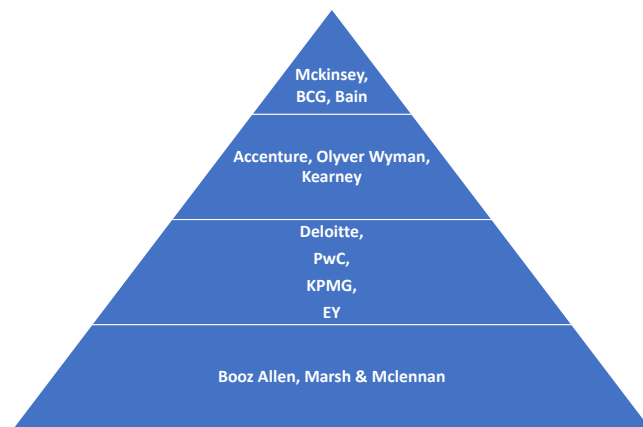 Mckinsey,
BCG, Bain
Accenture, Olyver Wyman,
Kearney
Deloitte,
PwC,
KPMG,
EY
Booz Allen, Marsh & Mclennan